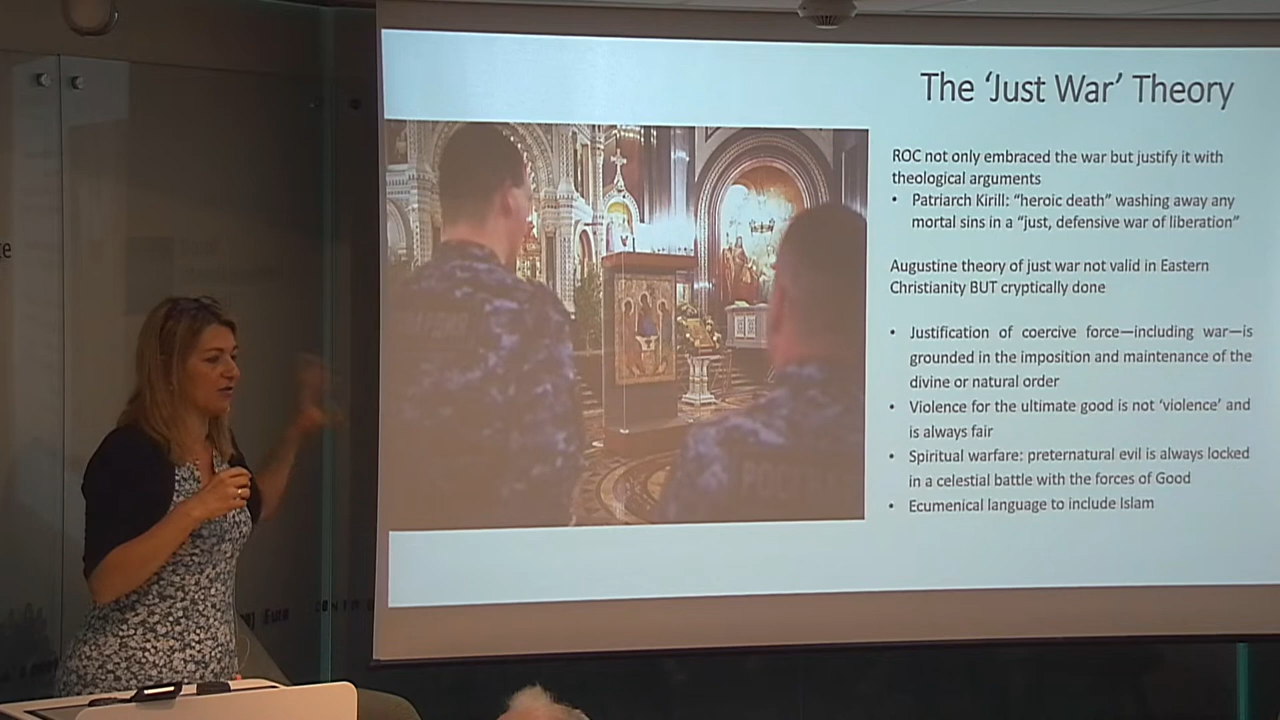 The 'Just War' Theory
ROC not only embraced the war but justify it with
theological arguments
• Patriarch Kirill: "heroic death" washing away any
mortal sins in a "just, defensive war of liberation"
Augustine theory of just war not valid in Eastern
Christianity BUT cryptically done
• Justification of coercive force—including war—is
grounded in the imposition and maintenance of the
divine or natural order
• Violence for the ultimate good is not 'violence' and
is always fair
• Spiritual warfare: preternatural evil is always locked
in a celestial battle with the forces of Good
• Ecumenical language to include Islam